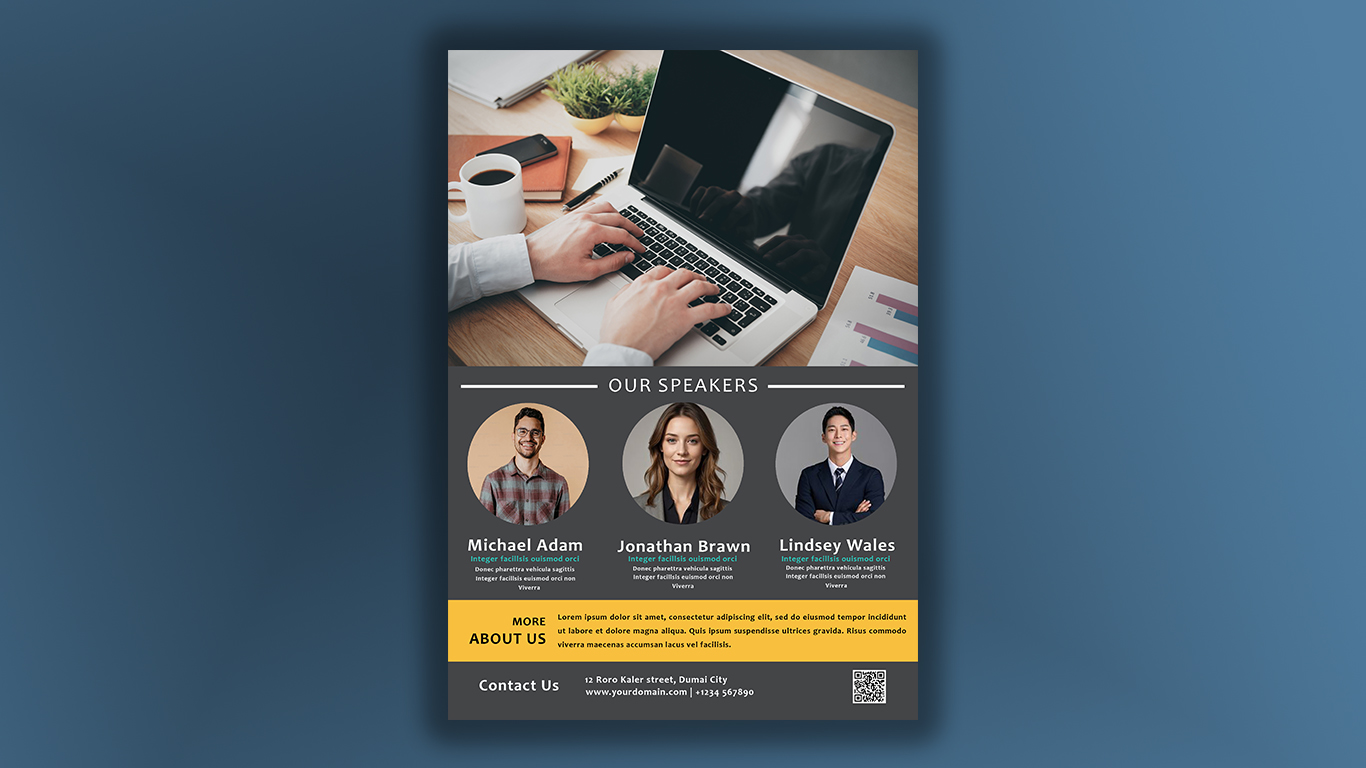 OUR SPEAKERS
Michael Adam
Integer facilisis ouismod orci
Donec pharettra vehicula sagittis
Integer facilisis euismod orci non
Viverra
Jonathan Brawn
Integer facilisis ouismod orci
Donec pharettra vehicula sagittis
Integer facilisis euismod orci non
Viverra
Lindsey Wales
Integer facilisis ouismod orci
Donec pharettra vehicula sagittis
Integer facilisis euismod orci non
Viverra
MORE
ABOUT US
Lorem ipsum dolor sit amet, consectetur adipiscing elit, sed do eiusmod tempor incididunt
ut labore et dolore magna aliqua. Quis ipsum suspendisse ultrices gravida. Risus commodo
viverra maecenas accumsan lacus vel facilisis.
Contact Us
12 Roro Kaler street, Dumai City
www.yourdomain.com | +1234 567890